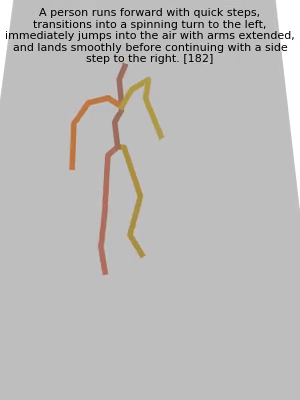 A person runs forward with quick steps,
transitions into a spinning turn to the left,
immediately jumps into the air with arms extended,
and lands smoothly before continuing with a side
step to the right. [182]